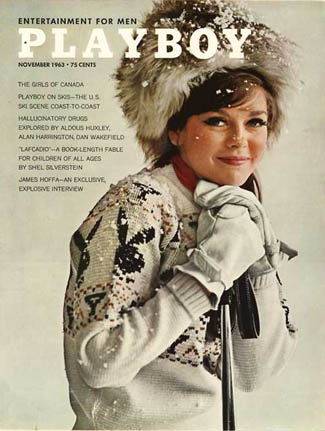 ENTERTAINMENT FOR MEN
PLAYBOY
NOVEMBER 1963 • 75 CENTS
THE GIRLS OF CANADA
PLAYBOY ON SKIS—THE U.S.
SKI SCENE COAST-TO-COAST
HALLUCINATORY DRUGS
EXPLORED BY ALDOUS HUXLEY,
ALAN HARRINGTON, DAN WAKEFIELD
"LAFCADIO"—A BOOK-LENGTH FABLE
FOR CHILDREN OF ALL AGES
BY SHEL SILVERSTEIN
JAMES HOFFA—AN EXCLUSIVE,
EXPLOSIVE INTERVIEW